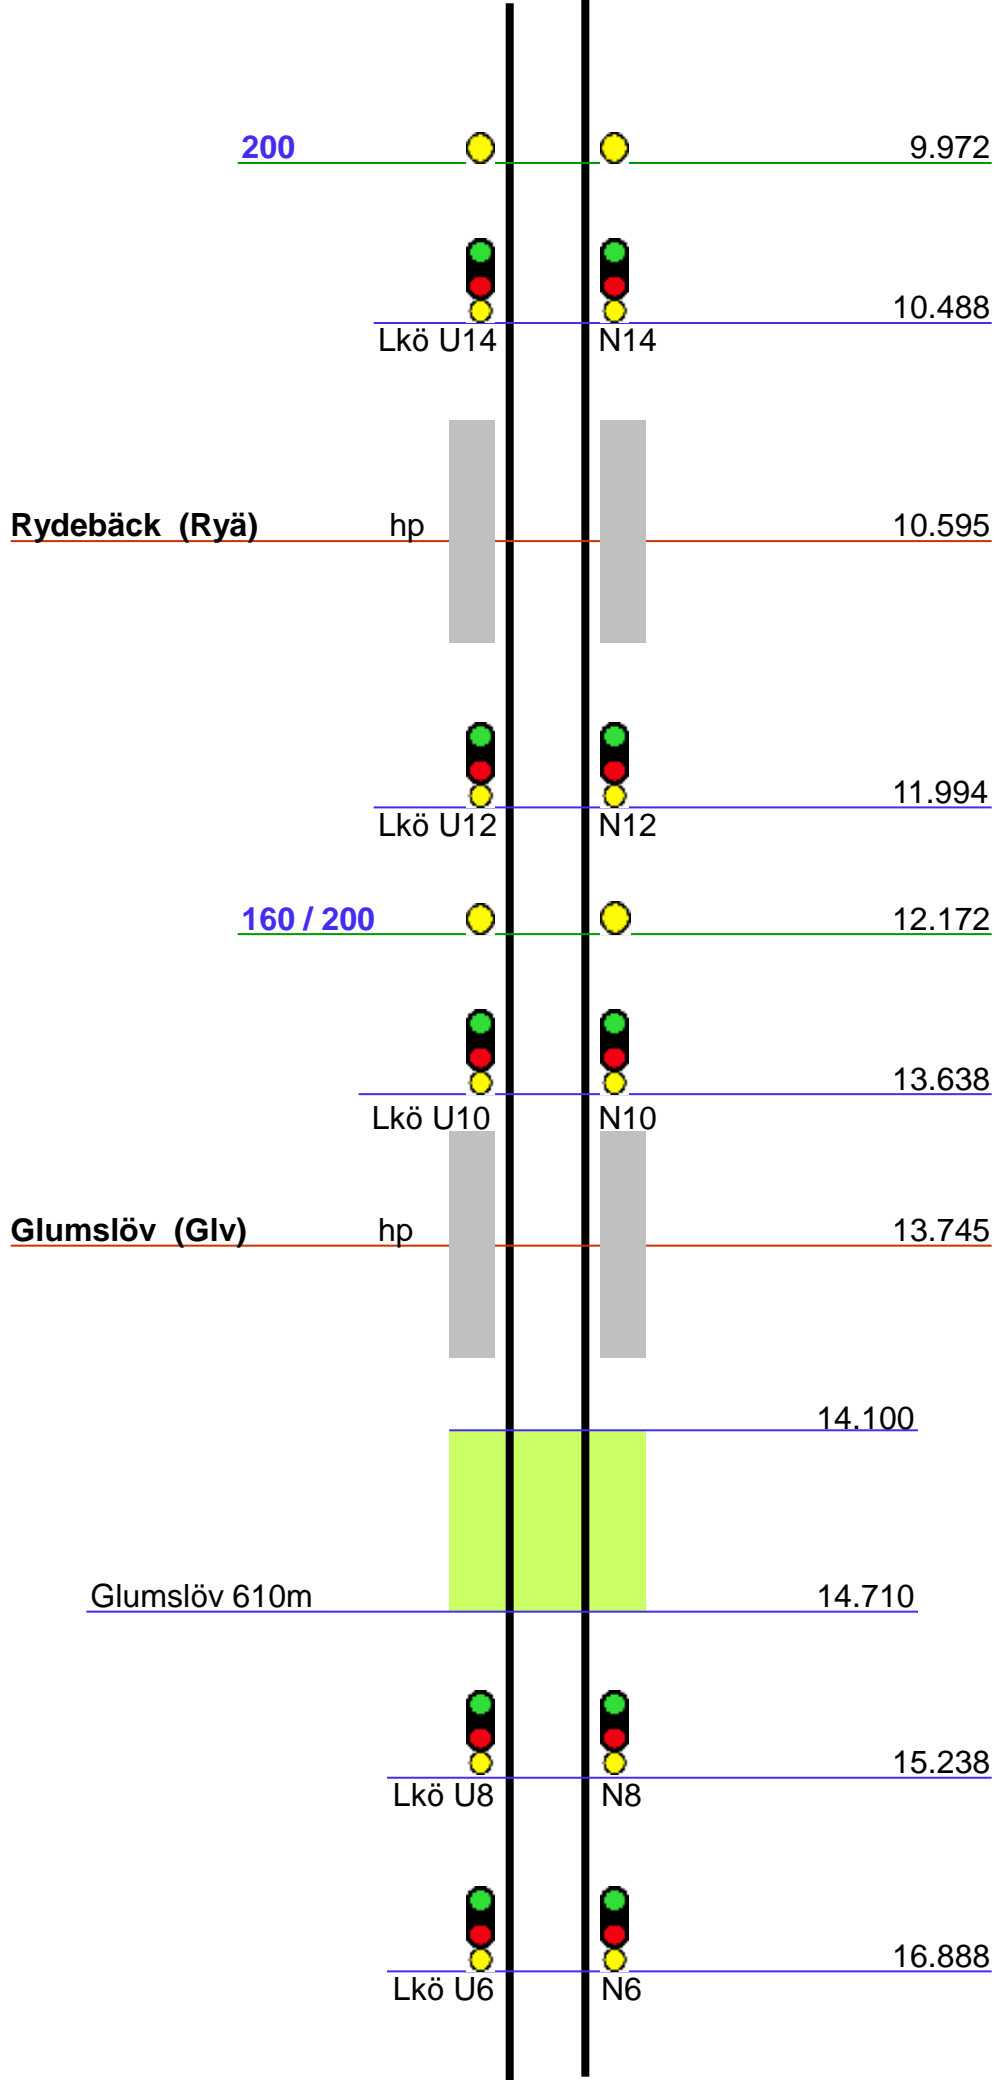 200 9.972
10.488
Lkö U14 N14
Rydebäck (Ryä) hp 10.595
11.994
Lkö U12 N12
160 / 200 12.172
13.638
Lkö U10 N10
Glumslöv (Glv) hp 13.745
14.100
Glumslöv 610m 14.710
15.238
Lkö U8 N8
16.888
Lkö U6 N6